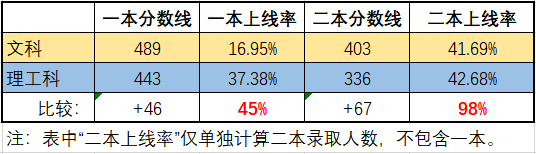 一本分数线 一本上线率 二本分数线 二本上线率
文科 489 16.95% 403 41.69%
理工科 443 37.38% 336 42.68%
比较： +46 45% +67 98%
注：表中“二本上线率”仅单独计算二本录取人数，不包含一本。